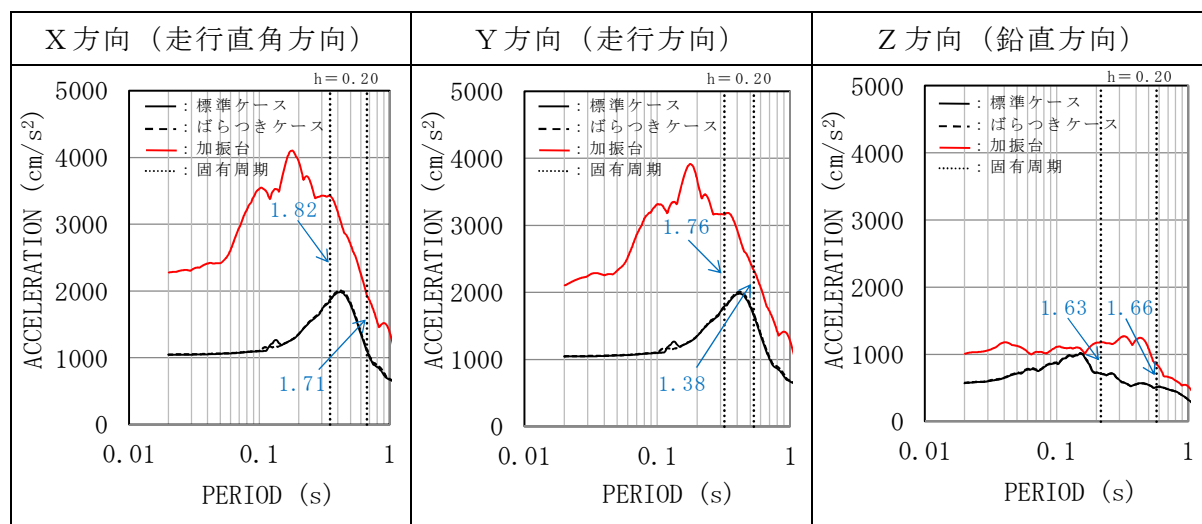 X方向（走行直角方向）
h＝0.20
5000
4000
3000
2000
1000
0
ACCELERATION (cm/s²)
：標準ケース
：ばらつきケース
：加振台
：固有周期
1.82
1.71
0.01
0.1
1
PERIOD (s)
Y方向（走行方向）
h＝0.20
5000
4000
3000
2000
1000
0
ACCELERATION (cm/s²)
：標準ケース
：ばらつきケース
：加振台
：固有周期
1.76
1.38
0.01
0.1
1
PERIOD (s)
Z方向（鉛直方向）
h＝0.20
5000
4000
3000
2000
1000
0
ACCELERATION (cm/s²)
：標準ケース
：ばらつきケース
：加振台
：固有周期
1.63
1.66
0.01
0.1
1
PERIOD (s)